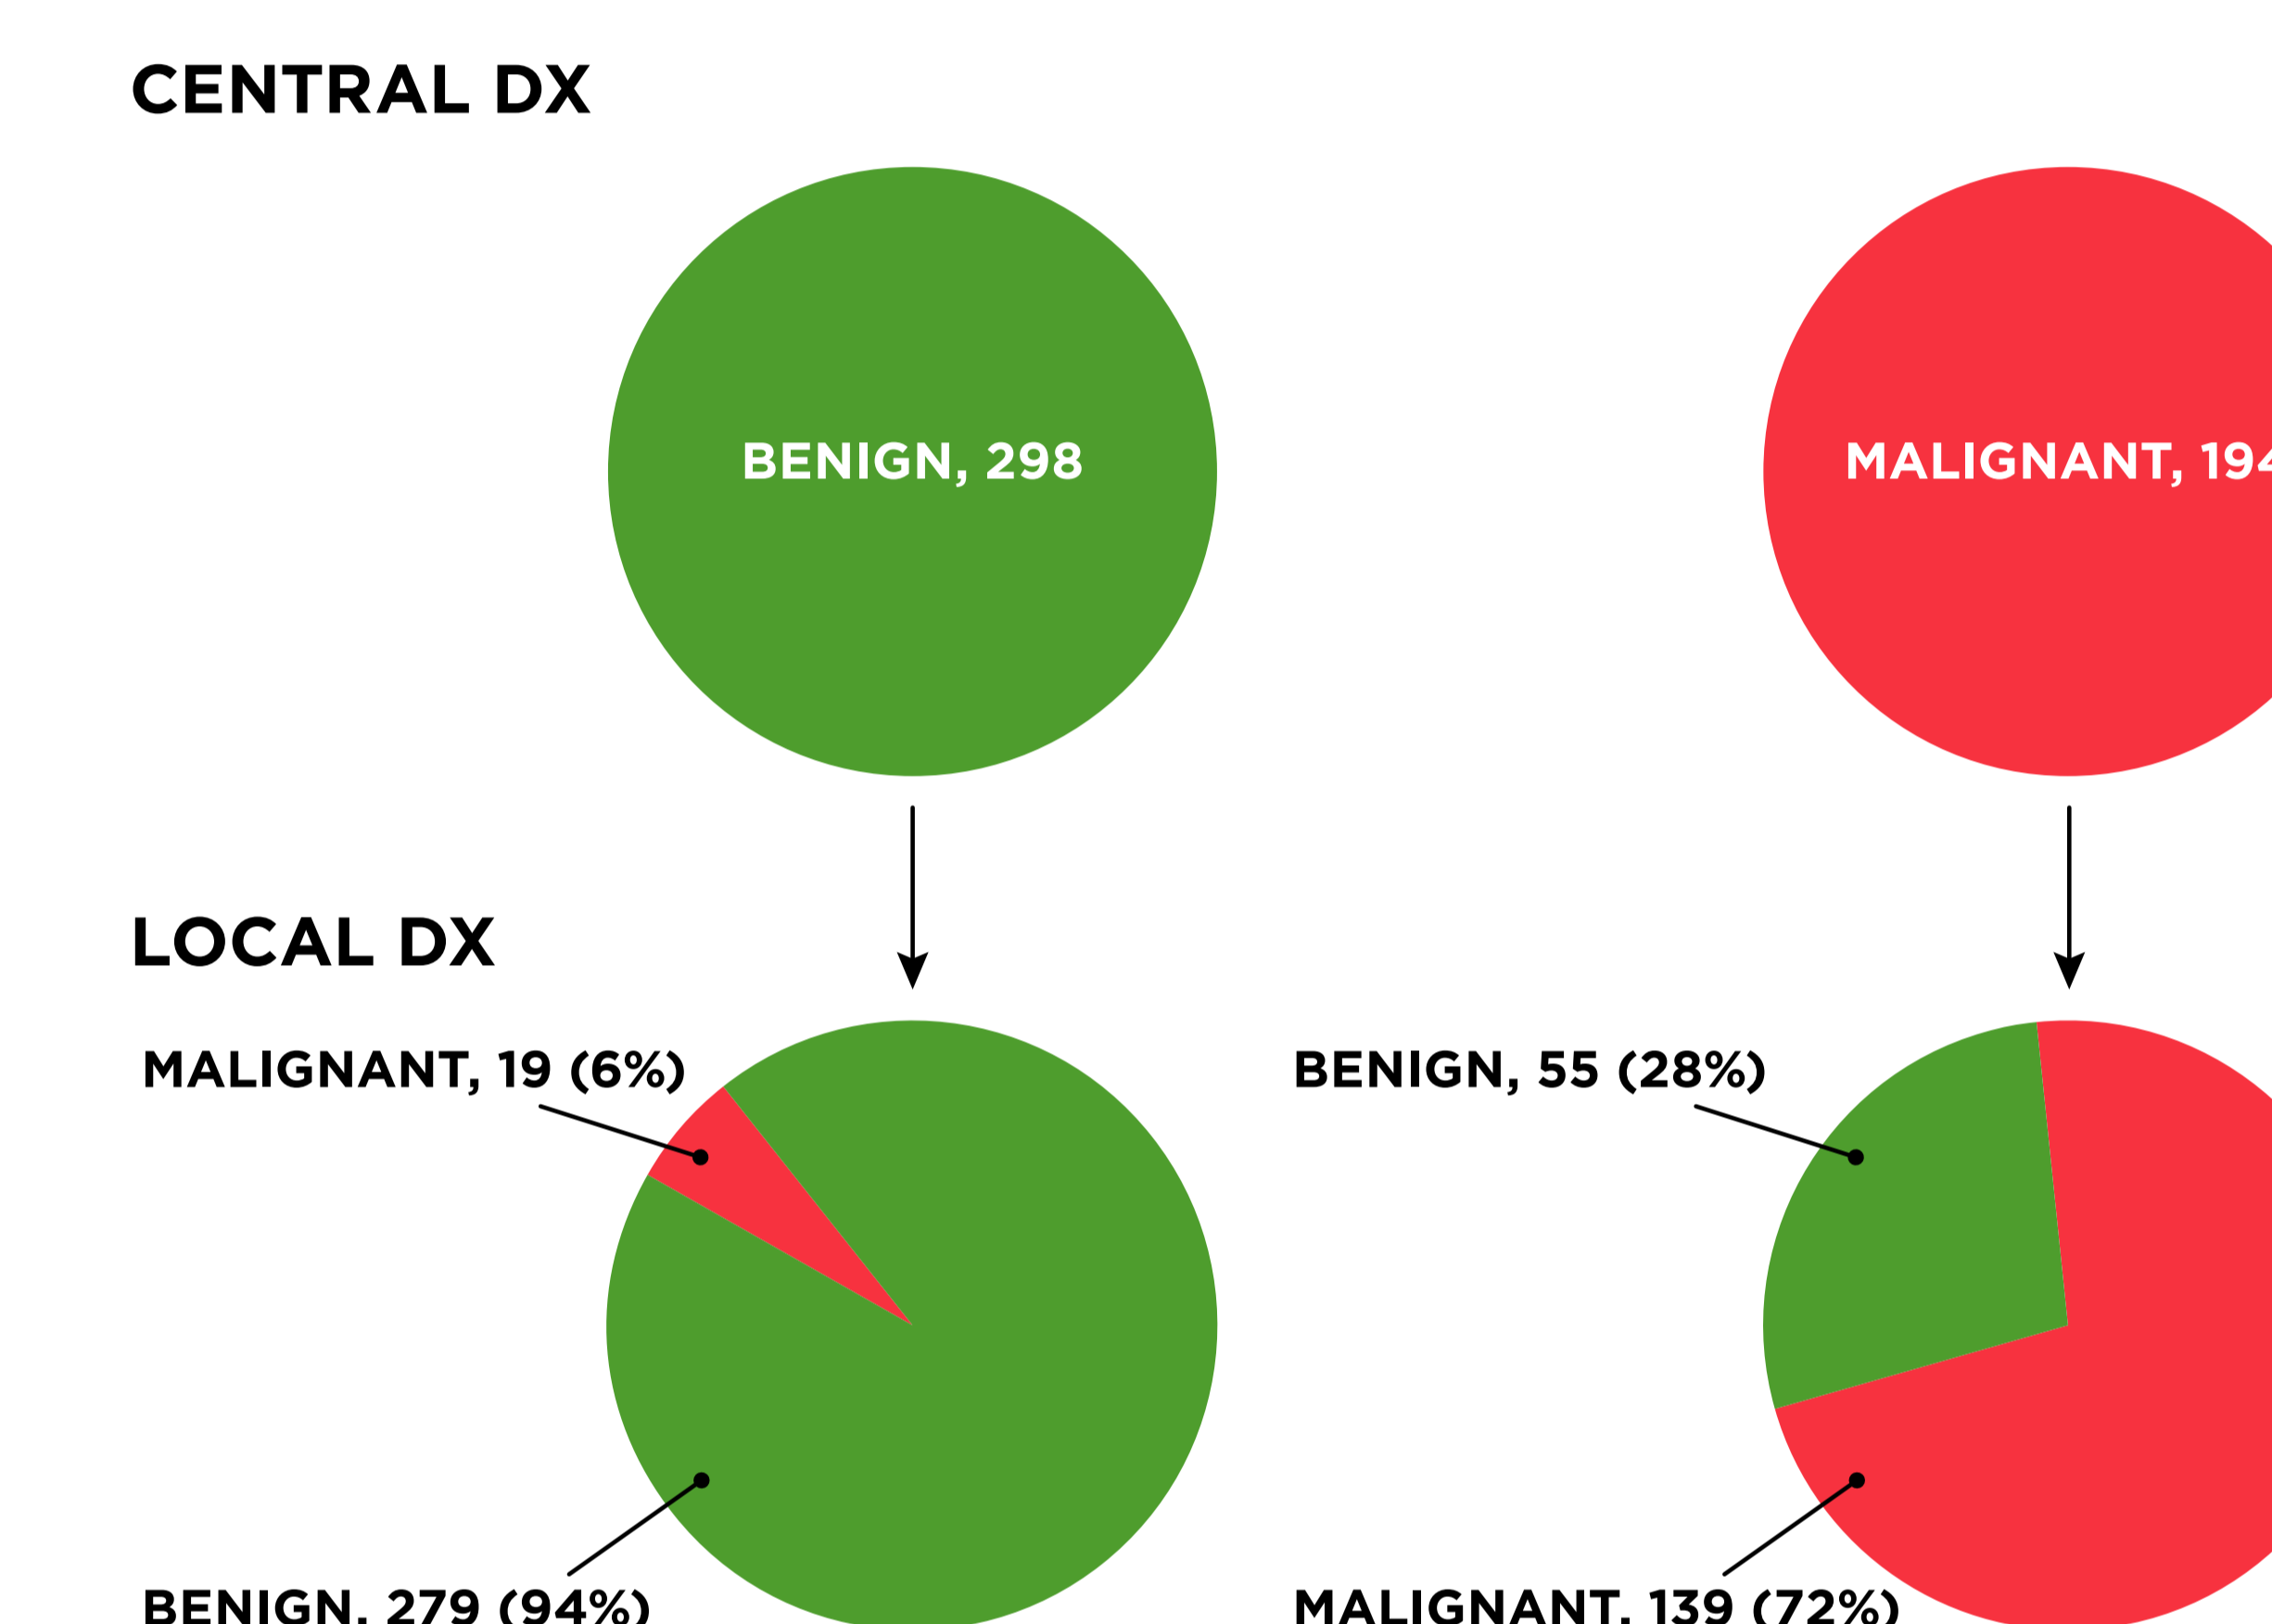 CENTRAL DX
BENIGN, 298
MALIGNANT,
LOCAL DX
MALIGNANT, 19 (6%)
BENIGN, 55 (28%)
BENIGN, 279 (94%)
MALIGNANT, 139 (72%)